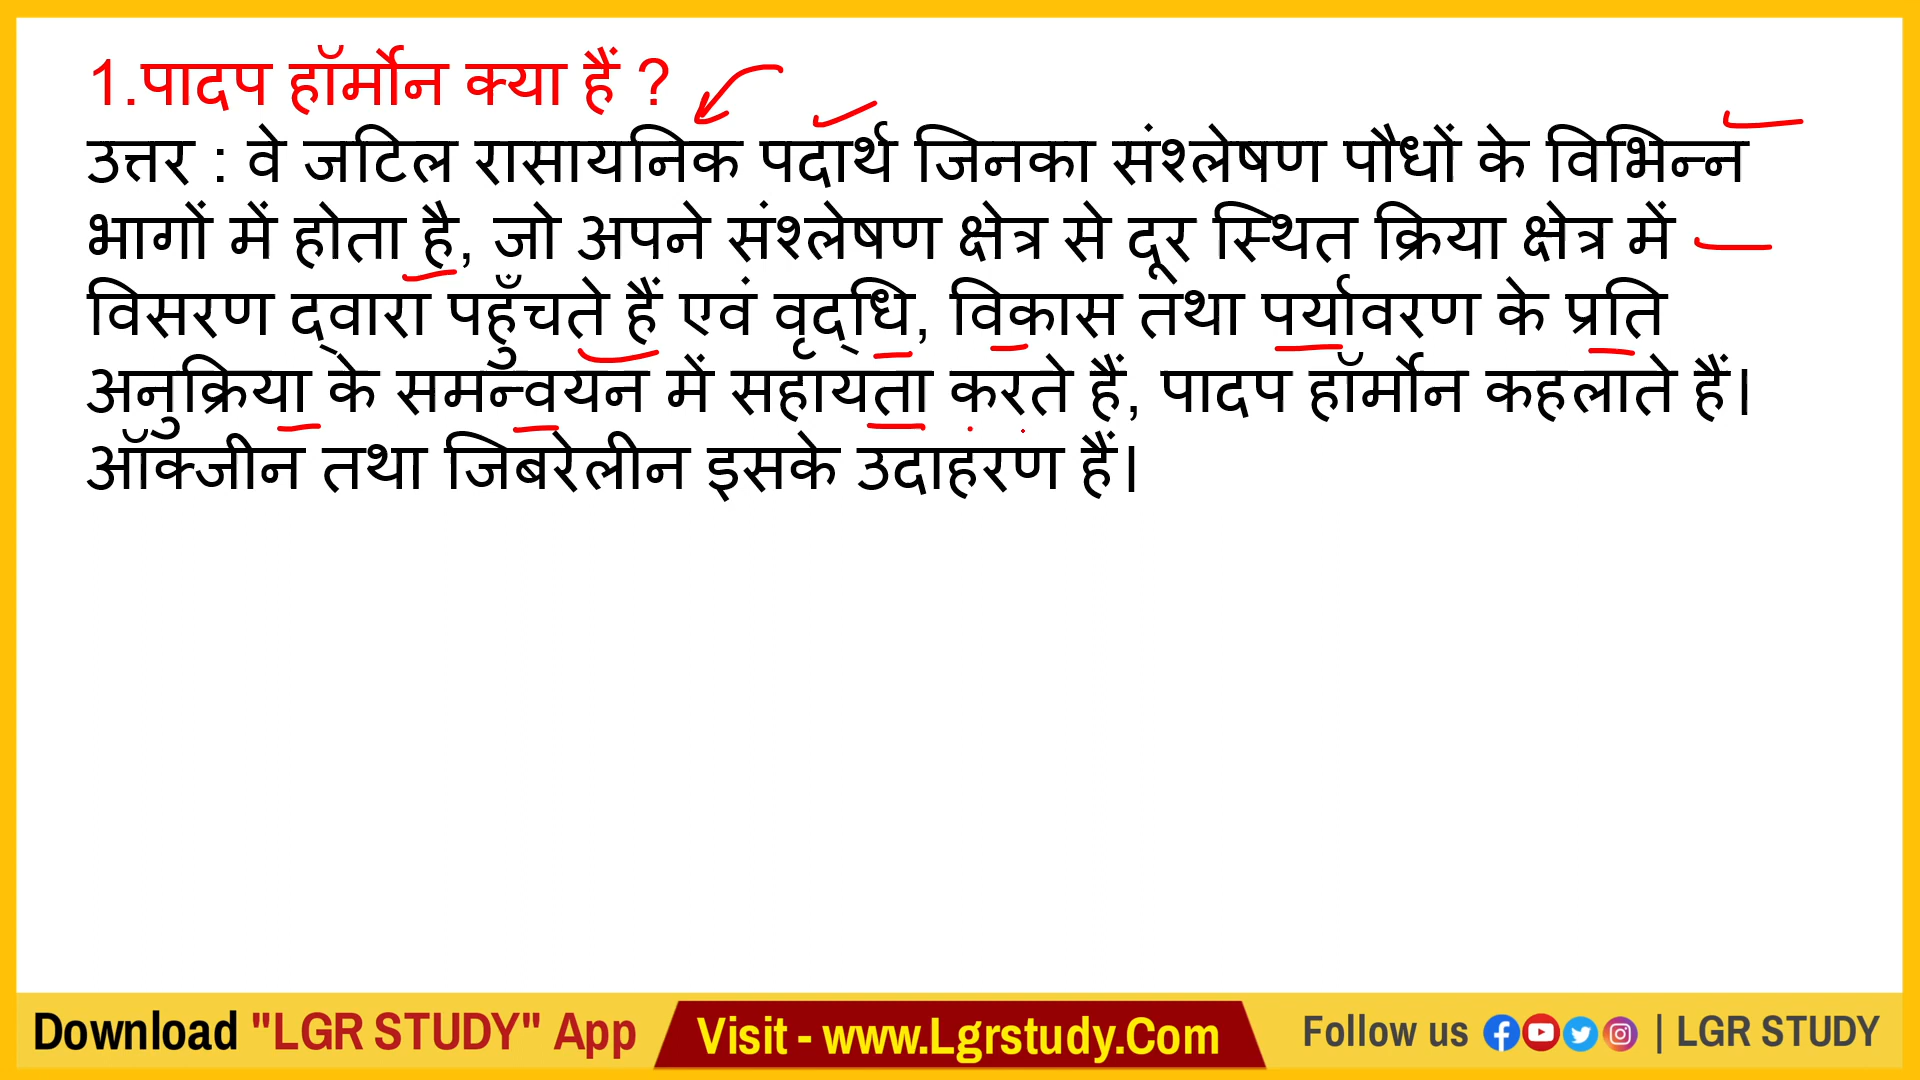 1.पादप हॉर्मोन क्या हैं ?
उत्तर : वे जटिल रासायनिक पदार्थ जिनका संश्लेषण पौधों के विभिन्न
भागों में होता है, जो अपने संश्लेषण क्षेत्र से दूर स्थित क्रिया क्षेत्र में
विसरण द्वारा पहुँचते हैं एवं वृद्धि, विकास तथा पर्यावरण के प्रति
अनुक्रिया के समन्वयन में सहायता करते हैं, पादप हॉर्मोन कहलाते हैं।
ऑक्जीन तथा जिबरेलीन इसके उदाहरण हैं।
Download "LGR STUDY" App
Visit - www.Lgrstudy.Com
Follow us | LGR STUDY